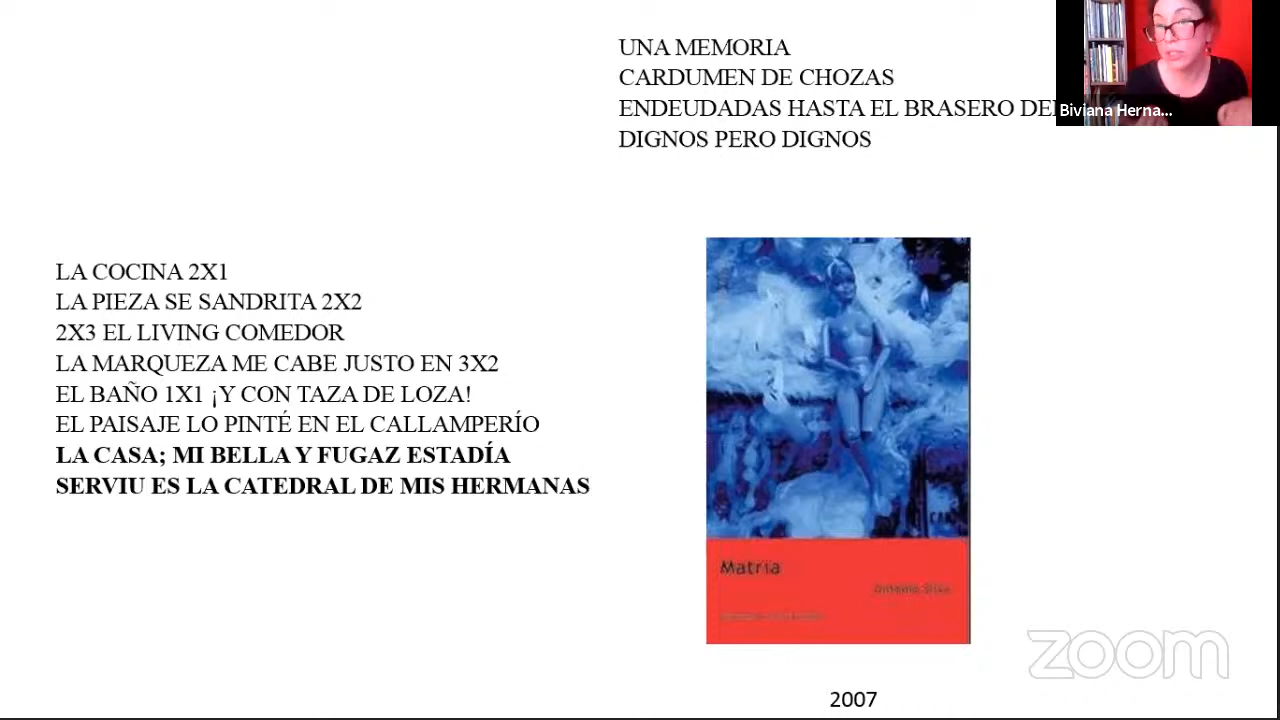 UNA MEMORIA
CARDUMEN DE CHOZAS
ENDEUDADAS HASTA EL BRASERO
DIGNOS PERO DIGNOS
Biviana Herna...
LA COCINA 2X1
LA PIEZA SE SANDRITA 2X2
2X3 EL LIVING COMEDOR
LA MARQUEZA ME CABE JUSTO EN 3X2
EL BAÑO 1X1 ¡Y CON TAZA DE LOZA!
EL PAISAJE LO PINTÉ EN EL CALLAMPERÍO
LA CASA; MI BELLA Y FUGAZ ESTADÍA
SERVIU ES LA CATEDRAL DE MIS HERMANAS
Matria
Antonio Silva
zoom
2007